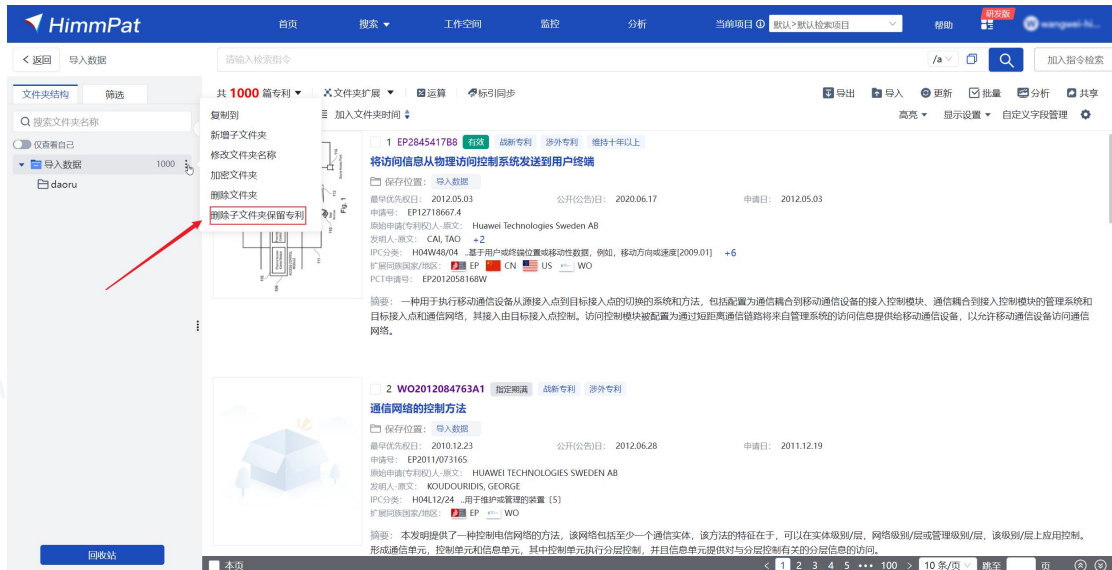 HimmPat
首页 搜索 工作空间 监控 分析 当前项目 默认>默认检索项目 帮助 研发版
< 返回 导入数据 请输入检索指令 /a 加入指令检索
文件夹结构 筛选 共 1000 篇专利 文件夹扩展 运算 标引同步 导出 导入 更新 批量 分析 共享
搜索文件夹名称 加入文件夹时间 高亮 显示设置 自定义字段管理
仅查看自己
导入数据 1000
daoru
复制到
新增子文件夹
修改文件夹名称
加密文件夹
删除文件夹
删除子文件夹保留专利
Fig. 1
1 EP2845417B8 有效 战新专利 涉外专利 维持十年以上
将访问信息从物理访问控制系统发送到用户终端
保存位置: 导入数据
最早优先权日: 2012.05.03 公开(公告)日: 2020.06.17 申请日: 2012.05.03
申请号: EP12718667.4
原始申请(专利权)人-原文: Huawei Technologies Sweden AB
发明人-原文: CAI, TAO +2
IPC分类: H04W48/04 ..基于用户或终端位置或移动性数据, 例如, 移动方向或速度[2009.01] +6
扩展同族国家/地区: EP CN US WO
PCT申请号: EP2012058168W
摘要: 一种用于执行移动通信设备从源接入点到目标接入点的切换的系统和方法, 包括配置为通信耦合到移动通信设备的接入控制模块、通信耦合到接入控制模块的管理系统和
目标接入点和通信网络, 其接入由目标接入点控制。访问控制模块被配置为通过短距离通信链路将来自管理系统的访问信息提供给移动通信设备, 以允许移动通信设备访问通信
网络。
2 WO2012084763A1 指定期满 战新专利 涉外专利
通信网络的控制方法
保存位置: 导入数据
最早优先权日: 2010.12.23 公开(公告)日: 2012.06.28 申请日: 2011.12.19
申请号: EP2011/073165
原始申请(专利权)人-原文: HUAWEI TECHNOLOGIES SWEDEN AB
发明人-原文: KOUDOURIDIS, GEORGE
IPC分类: H04L12/24 ..用于维护或管理的装置 [5]
扩展同族国家/地区: EP WO
摘要: 本发明提供了一种控制电信网络的方法, 该网络包括至少一个通信实体, 该方法的特征在于, 可以在实体级别/层, 网络级别/层或管理级别/层, 该级别/层上应用控制。
形成通信单元, 控制单元和信息单元, 其中控制单元执行分层控制, 并且信息单元提供对与分层控制有关的分层信息的访问。
回收站
本页 < 1 2 3 4 5 ••• 100 > 10 条/页 跳至 页